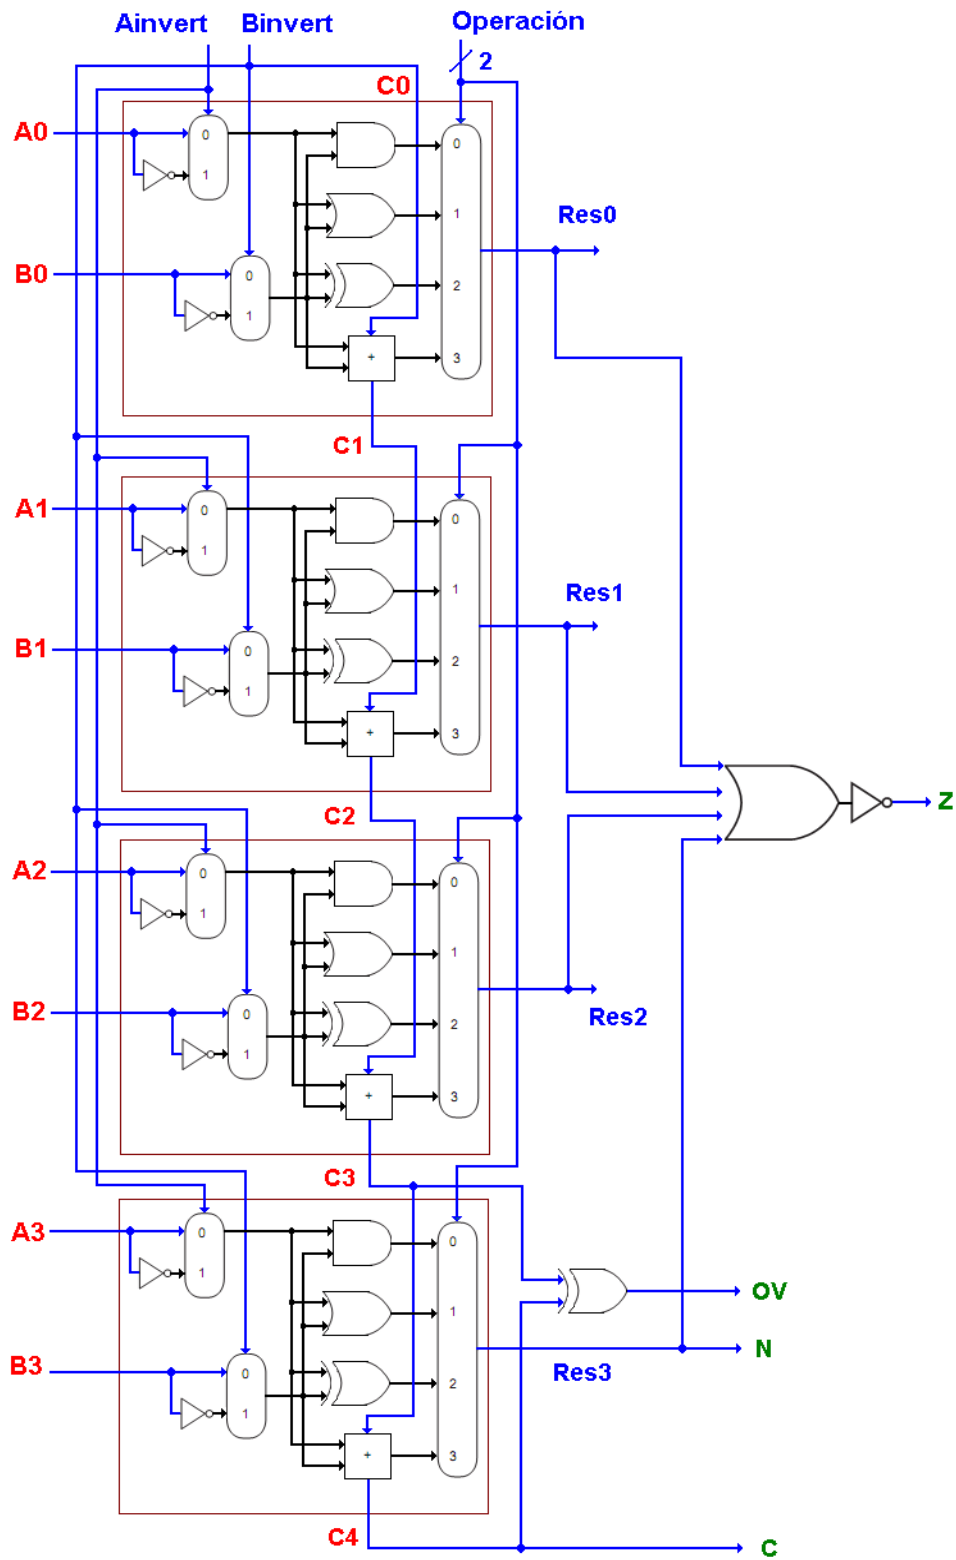 Ainvert Binvert Operación
2
C0
A0 0 0
1
1 Res0
B0 0 2
1
+ 3
C1
A1 0 0
1
1 Res1
B1 0 2
1
+ 3
C2
Z
A2 0 0
1
1
B2 0 2 Res2
1
+ 3
C3
A3 0 0
1
OV
1
N
B3 0 2 Res3
1
+ 3
C4
C